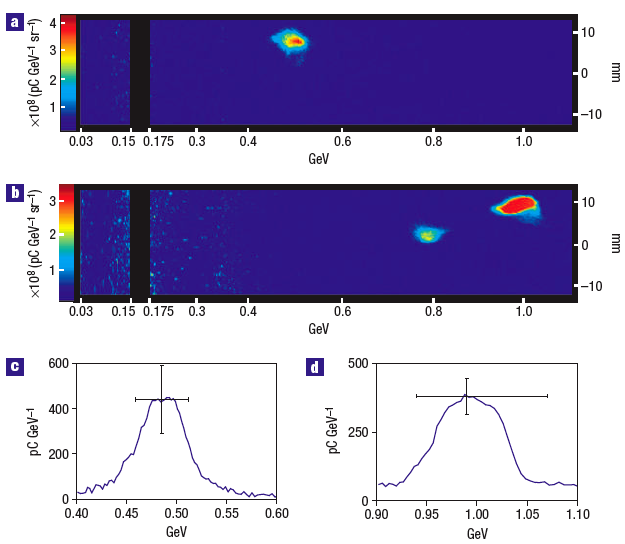 a
×10⁸ (pC GeV⁻¹ sr⁻¹)
4
3
2
1
10
0
−10
mm
0.03 0.15 0.175 0.3 0.4 0.6 0.8 1.0
GeV
b
×10⁸ (pC GeV⁻¹ sr⁻¹)
3
2
1
10
0
−10
mm
0.03 0.15 0.175 0.3 0.4 0.6 0.8 1.0
GeV
c
pC GeV⁻¹
600
400
200
0
0.40 0.45 0.50 0.55 0.60
GeV
d
pC GeV⁻¹
500
250
0
0.90 0.95 1.00 1.05 1.10
GeV